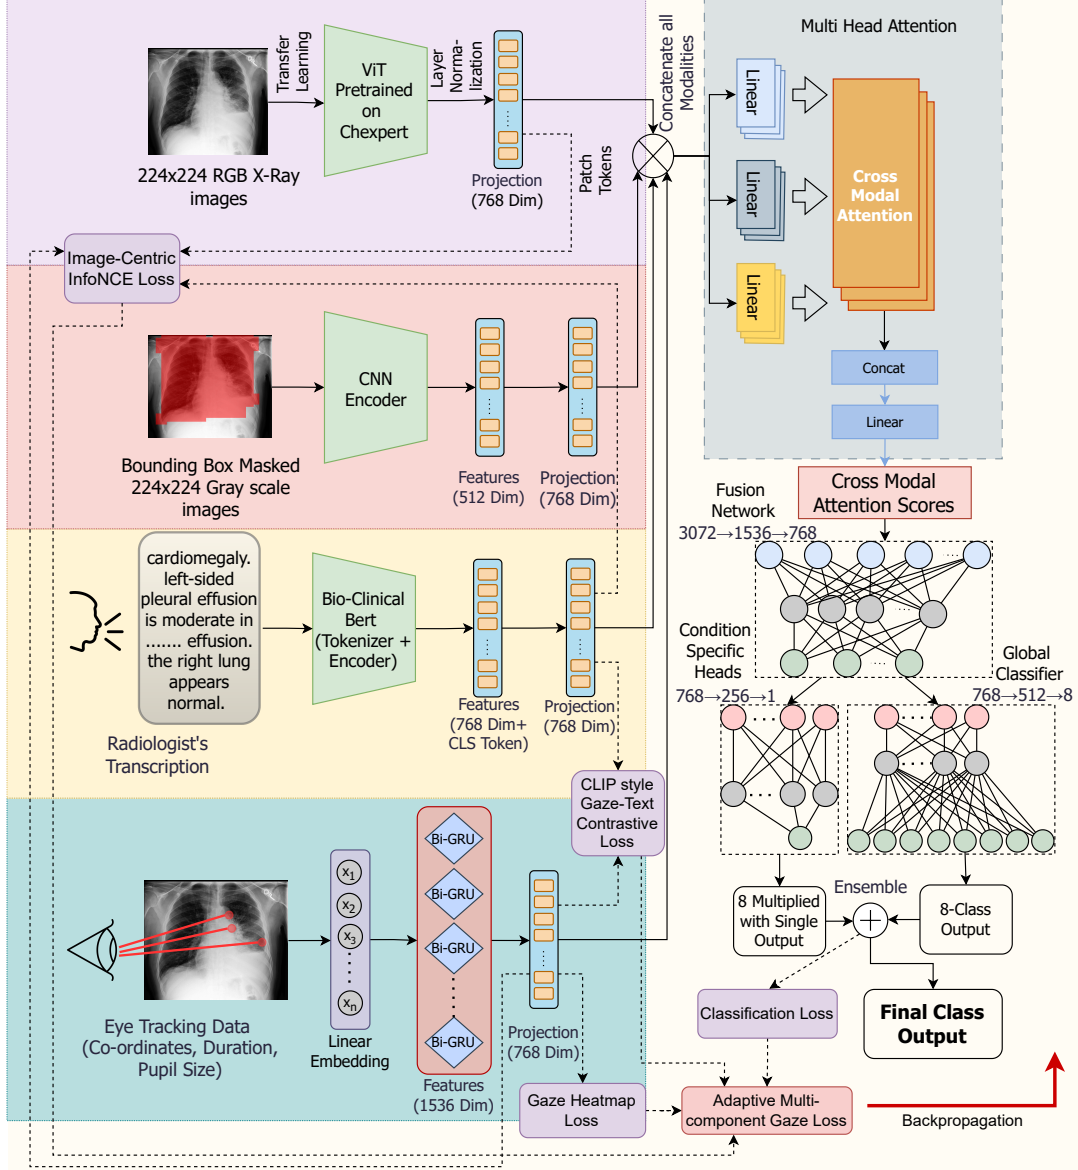 Transfer
Learning
ViT
Pretrained
on
Chexpert
Layer
Norma-
lization
224x224 RGB X-Ray
images
Projection
(768 Dim)
Patch
Tokens
Concatenate all
Modalities
Multi Head Attention
Linear
Linear
Linear
Cross
Modal
Attention
Concat
Linear
Image-Centric
InfoNCE Loss
CNN
Encoder
Bounding Box Masked
224x224 Gray scale
images
Features
(512 Dim)
Projection
(768 Dim)
Cross Modal
Attention Scores
Fusion
Network
3072→1536→768
cardiomegaly.
left-sided
pleural effusion
is moderate in
....... effusion.
the right lung
appears
normal.
Radiologist's
Transcription
Bio-Clinical
Bert
(Tokenizer +
Encoder)
Features
(768 Dim+
CLS Token)
Projection
(768 Dim)
Condition
Specific
Heads
768→256→1
Global
Classifier
768→512→8
CLIP style
Gaze-Text
Contrastive
Loss
Eye Tracking Data
(Co-ordinates, Duration,
Pupil Size)
x1
x2
x3
xn
Linear
Embedding
Bi-GRU
Bi-GRU
Bi-GRU
Bi-GRU
Features
(1536 Dim)
Projection
(768 Dim)
8 Multiplied
with Single
Output
Ensemble
8-Class
Output
Classification Loss
Final Class
Output
Gaze Heatmap
Loss
Adaptive Multi-
component Gaze Loss
Backpropagation